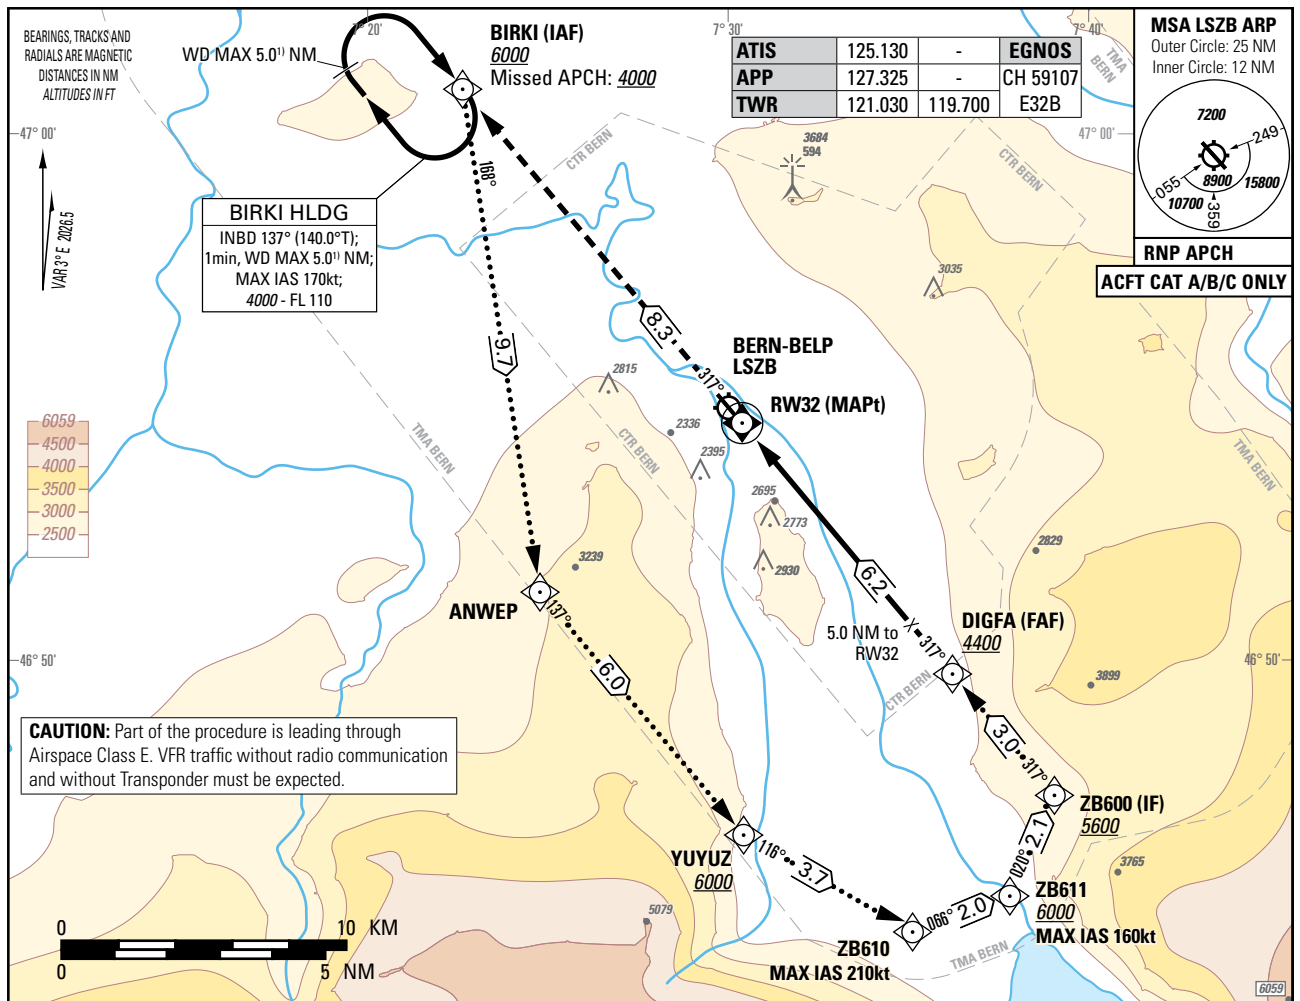 BEARINGS, TRACKS AND
RADIALS ARE MAGNETIC
DISTANCES IN NM
ALTITUDES IN FT
7° 20'
7° 30'
7° 40'
WD MAX 5.0¹⁾ NM
BIRKI (IAF)
6000
Missed APCH: 4000
ATIS 125.130 - EGNOS
APP 127.325 - CH 59107
TWR 121.030 119.700 E32B
MSA LSZB ARP
Outer Circle: 25 NM
Inner Circle: 12 NM
7200
249
8900
15800
055
10700
359
RNP APCH
ACFT CAT A/B/C ONLY
TMA BERN
47° 00'
47° 00'
VAR 3° E 2026.5
168°
CTR BERN
CTR BERN
3684
594
BIRKI HLDG
INBD 137° (140.0°T);
1min, WD MAX 5.0¹⁾ NM;
MAX IAS 170kt;
4000 - FL 110
3035
8.3
9.7
BERN-BELP
LSZB
317°
RW32 (MAPt)
2815
2336
2395
6059
4500
4000
3500
3000
2500
TMA BERN
CTR BERN
TMA BERN
2695
2773
2930
2829
3239
6.2
ANWEP
137°
5.0 NM to
RW32
317°
DIGFA (FAF)
4400
46° 50'
46° 50'
6.0
CTR BERN
3899
CAUTION: Part of the procedure is leading through
Airspace Class E. VFR traffic without radio communication
and without Transponder must be expected.
3.0
317°
ZB600 (IF)
5600
YUYUZ
6000
116°
3.7
020°
2.1
3765
066°
2.0
ZB611
6000
MAX IAS 160kt
5079
ZB610
MAX IAS 210kt
TMA BERN
0 10 KM
0 5 NM
6059